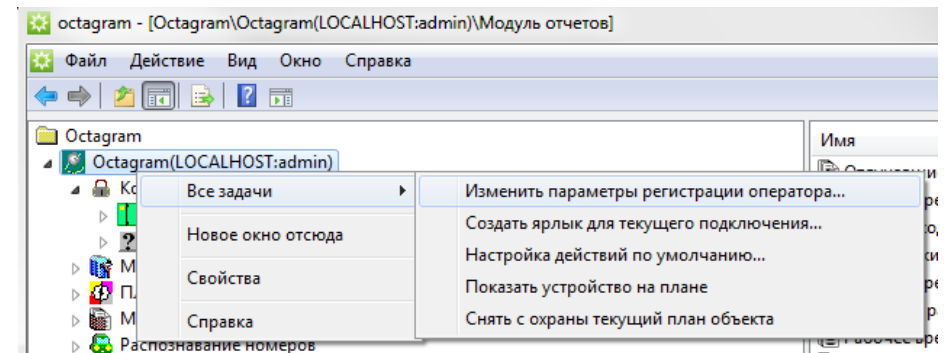 octagram - [Octagram\Octagram(LOCALHOST:admin)\Модуль отчетов]
Файл Действие Вид Окно Справка
Octagram
Имя
Octagram(LOCALHOST:admin)
Все задачи
Изменить параметры регистрации оператора...
Создать ярлык для текущего подключения...
Новое окно отсюда
Настройка действий по умолчанию...
Свойства
Показать устройство на плане
Справка
Снять с охраны текущий план объекта
Распознавание номеров